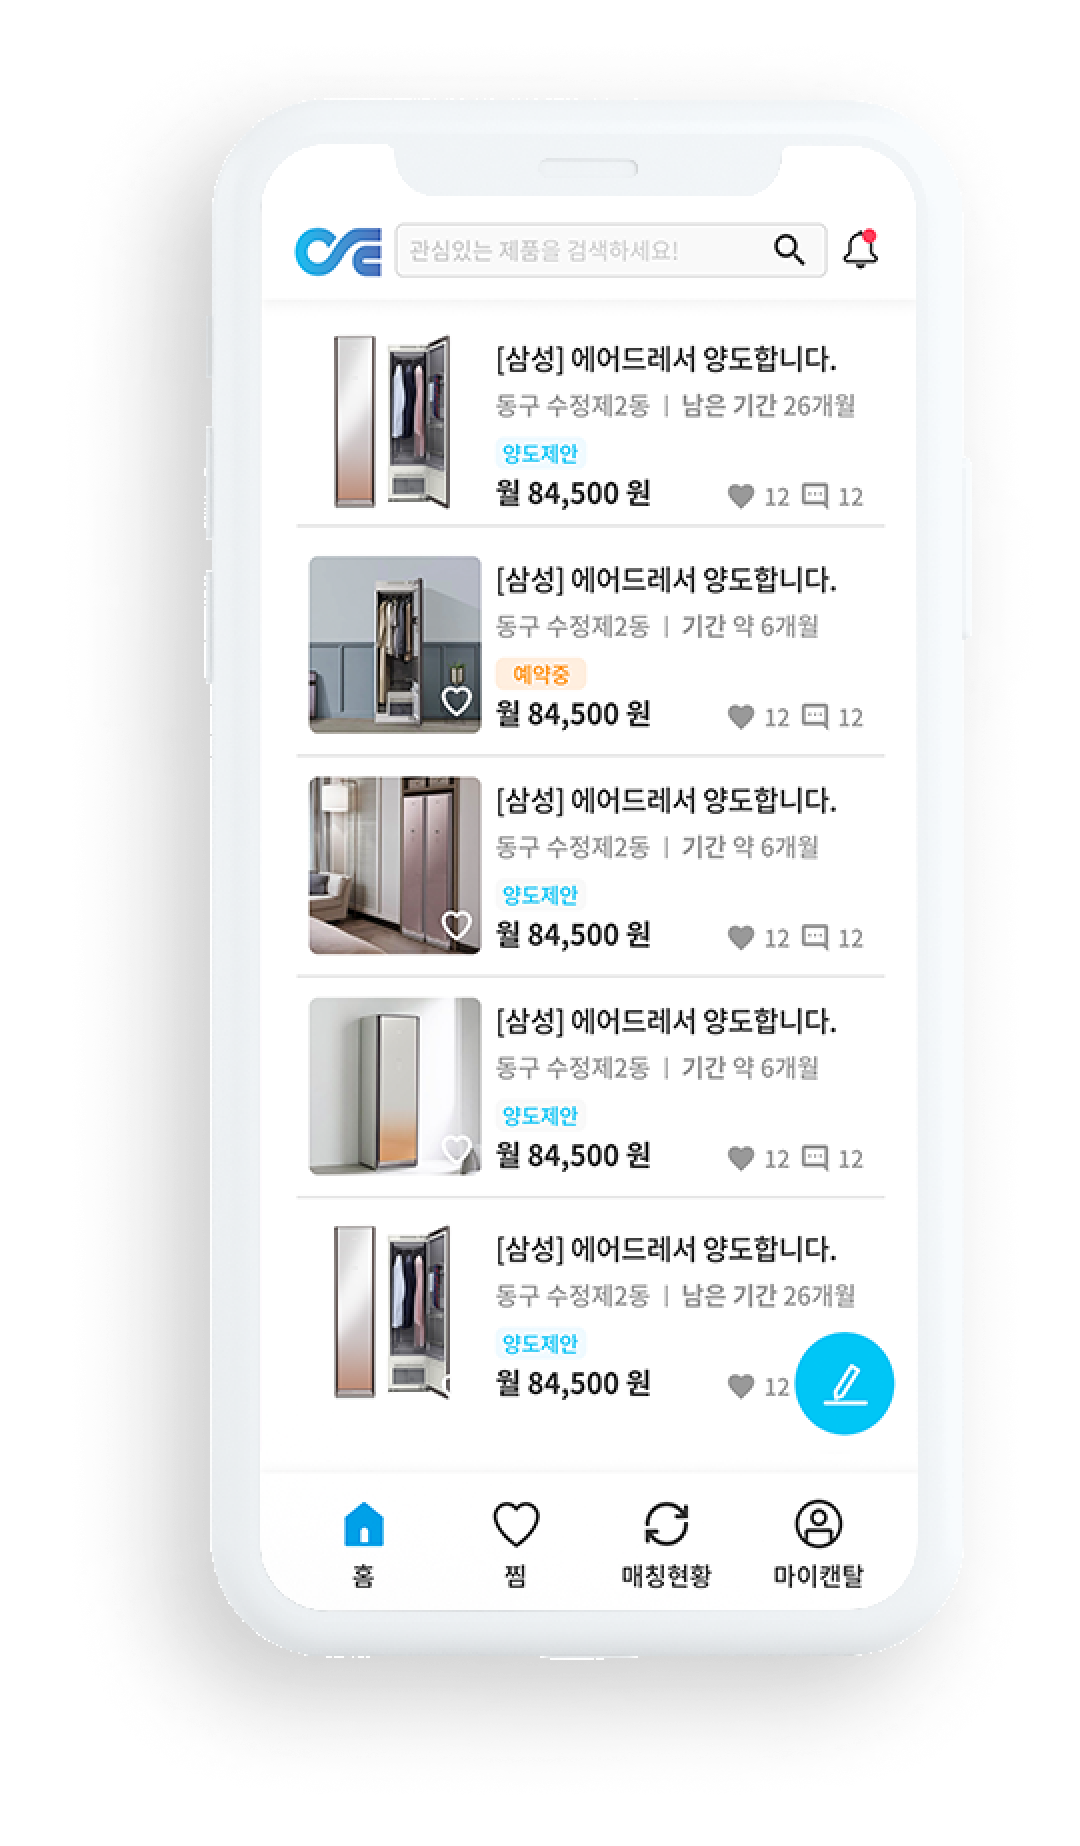 관심있는 제품을 검색하세요!
[삼성] 에어드레서 양도합니다.
동구 수정제2동 | 남은 기간 26개월
양도제안
월 84,500 원
12 12
[삼성] 에어드레서 양도합니다.
동구 수정제2동 | 기간 약 6개월
예약중
월 84,500 원
12 12
[삼성] 에어드레서 양도합니다.
동구 수정제2동 | 기간 약 6개월
양도제안
월 84,500 원
12 12
[삼성] 에어드레서 양도합니다.
동구 수정제2동 | 기간 약 6개월
양도제안
월 84,500 원
12 12
[삼성] 에어드레서 양도합니다.
동구 수정제2동 | 남은 기간 26개월
양도제안
월 84,500 원
12
홈 찜 매칭현황 마이캔탈